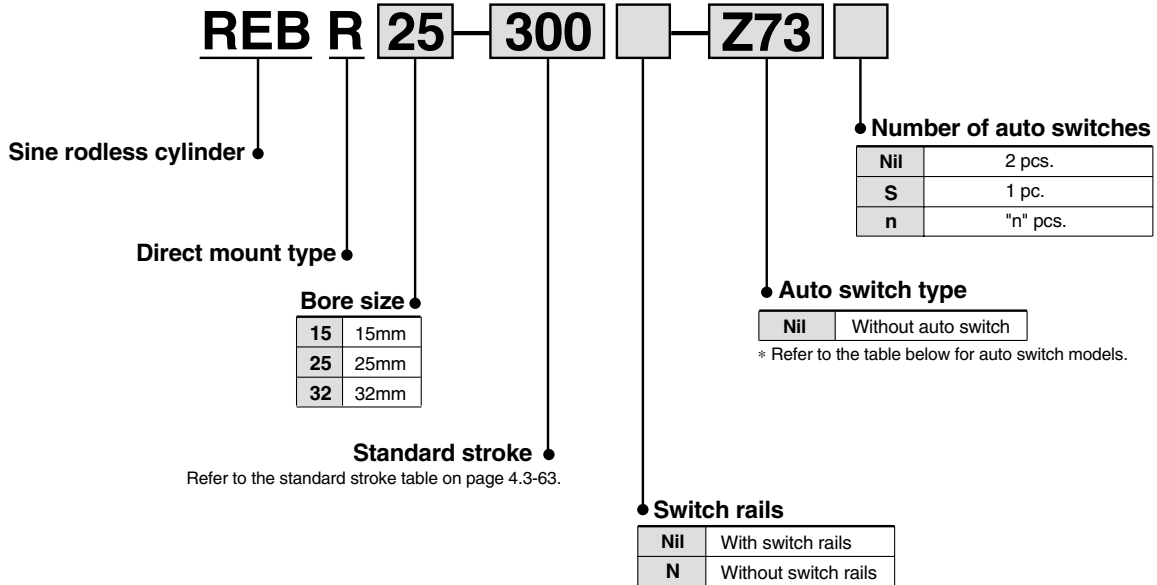 REB R 25 – 300 – Z73
Number of auto switches
Nil 2 pcs.
S 1 pc.
n "n" pcs.
Sine rodless cylinder
Direct mount type
Bore size
15 15mm
25 25mm
32 32mm
Auto switch type
Nil Without auto switch
* Refer to the table below for auto switch models.
Standard stroke
Refer to the standard stroke table on page 4.3-63.
Switch rails
Nil With switch rails
N Without switch rails